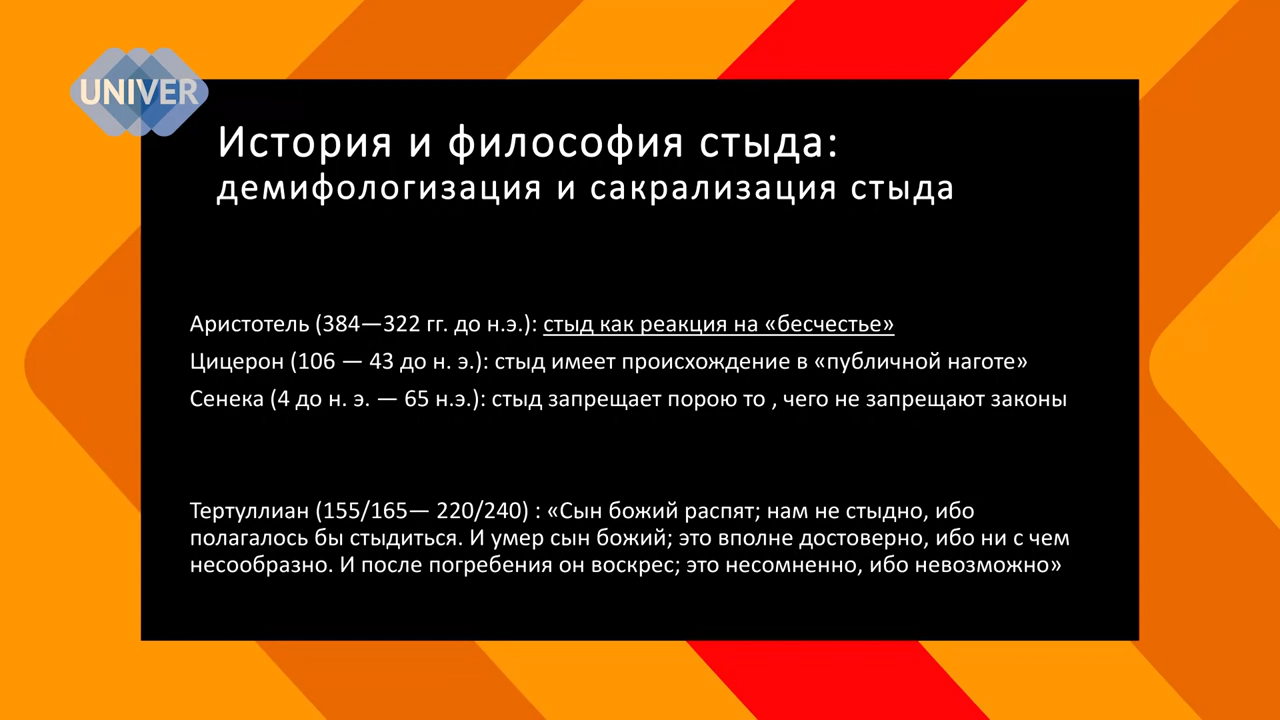 UNIVER
История и философия стыда:
демифологизация и сакрализация стыда
Аристотель (384—322 гг. до н.э.): стыд как реакция на «бесчестье»
Цицерон (106 — 43 до н. э.): стыд имеет происхождение в «публичной наготе»
Сенека (4 до н. э. — 65 н.э.): стыд запрещает порою то , чего не запрещают законы
Тертуллиан (155/165— 220/240) : «Сын божий распят; нам не стыдно, ибо
полагалось бы стыдиться. И умер сын божий; это вполне достоверно, ибо ни с чем
несообразно. И после погребения он воскрес; это несомненно, ибо невозможно»